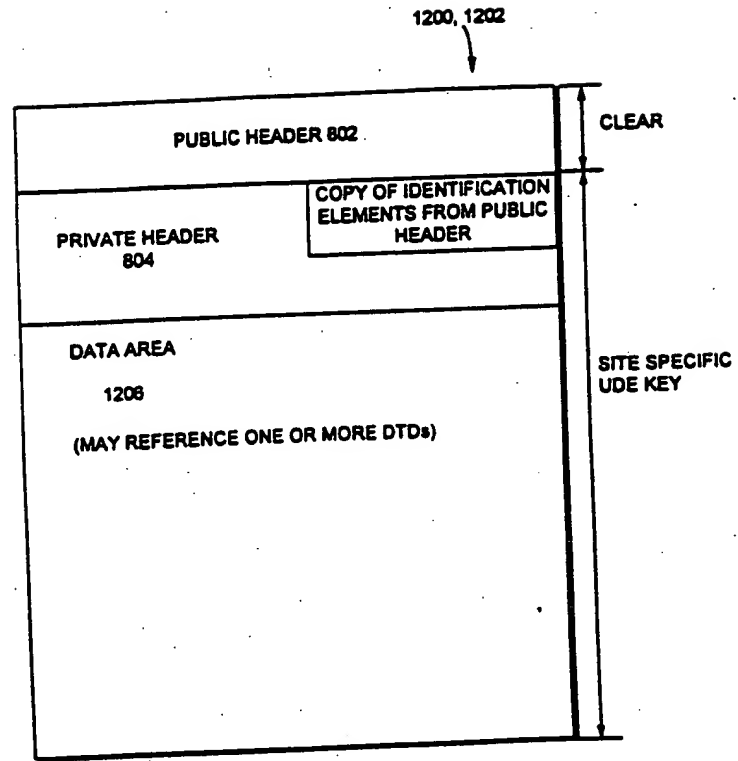 1200, 1202
PUBLIC HEADER 802
CLEAR
COPY OF IDENTIFICATION
ELEMENTS FROM PUBLIC
HEADER
PRIVATE HEADER
804
DATA AREA
1206
(MAY REFERENCE ONE OR MORE DTDs)
SITE SPECIFIC
UDE KEY